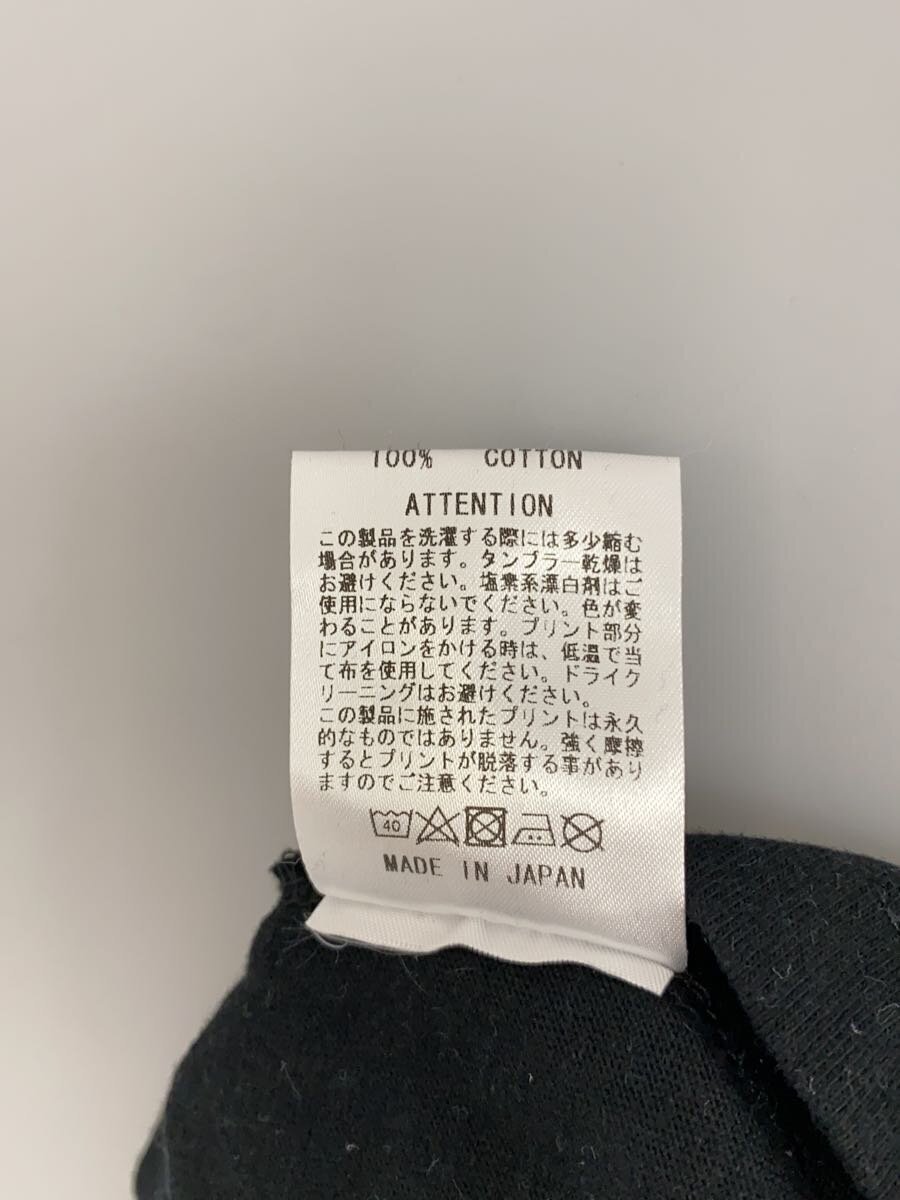 100% COTTON
ATTENTION
この製品を洗濯する際には多少縮む
場合があります。タンブラー乾燥は
お避けください。塩素系漂白剤はご
使用にならないでください。色が変
わることがあります。プリント部分
にアイロンをかける時は、低温で当
て布を使用してください。ドライク
リーニングはお避けください。
この製品に施されたプリントは永久
的なものではありません。強く摩擦
するとプリントが脱落する事があり
ますのでご注意ください。
40
MADE IN JAPAN